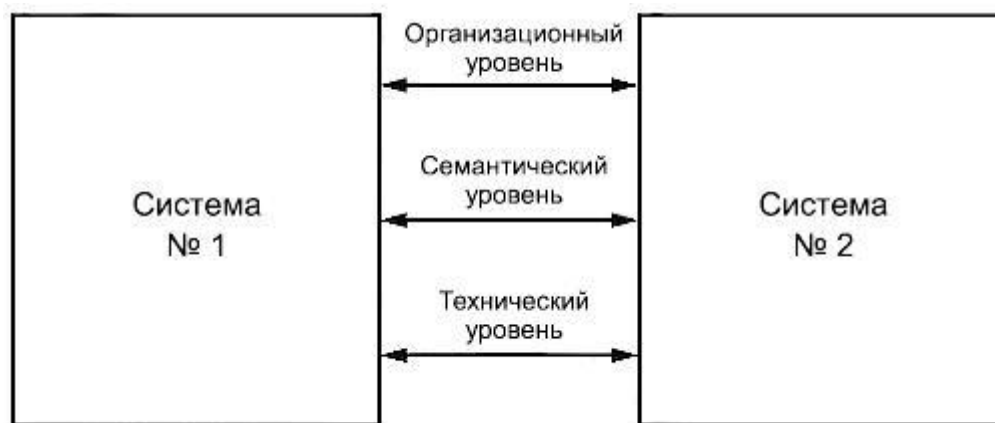 Организационный
уровень
Семантический
уровень
Система
№ 1
Система
№ 2
Технический
уровень